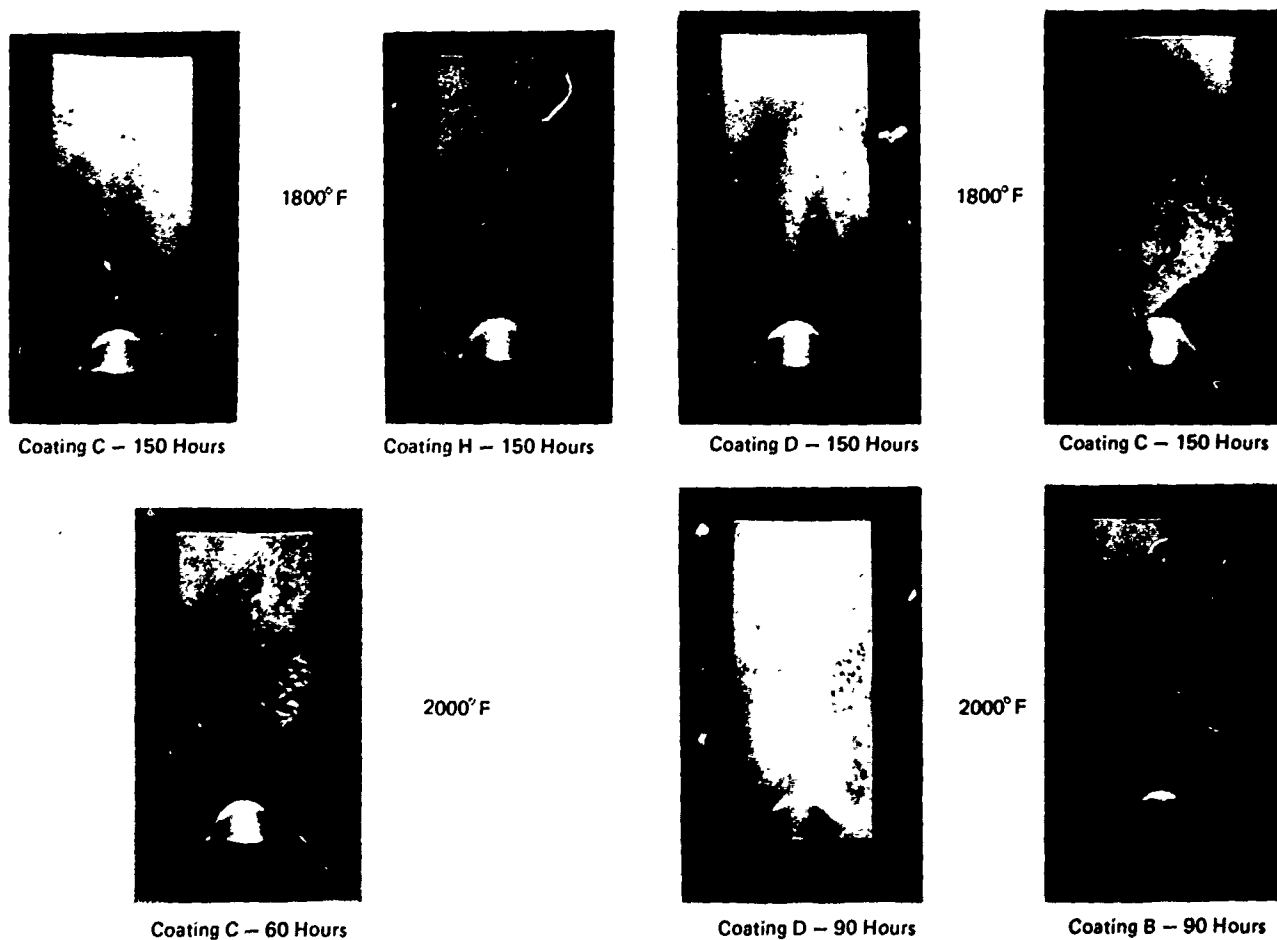 1800° F
1800° F
Coating C – 150 Hours
Coating H – 150 Hours
Coating D – 150 Hours
Coating C – 150 Hours
2000° F
2000° F
Coating C – 60 Hours
Coating D – 90 Hours
Coating B – 90 Hours